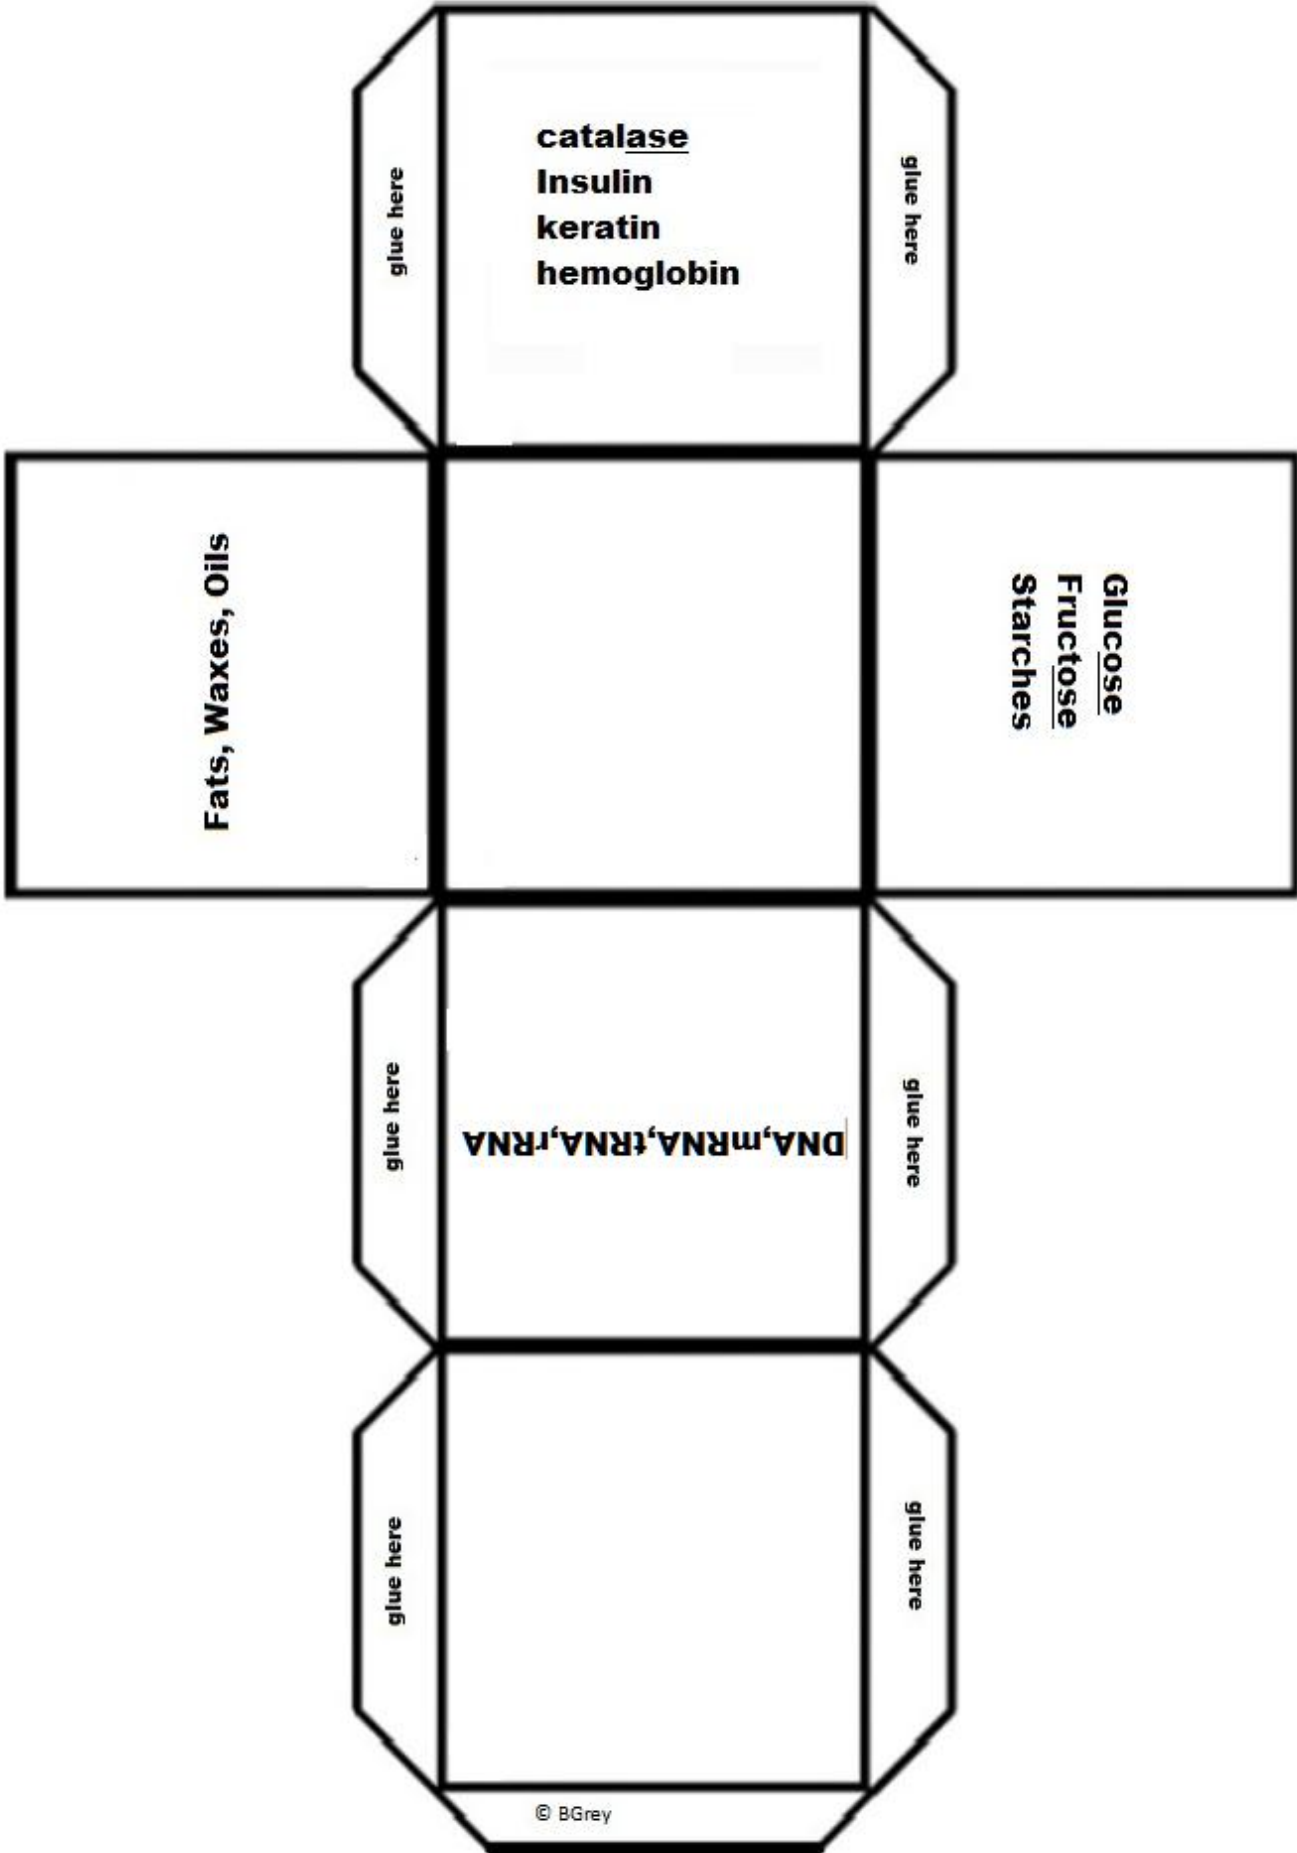 catalase
Insulin
keratin
hemoglobin
glue here
glue here
Fats, Waxes, Oils
Glucose
Fructose
Starches
glue here
DNA,mRNA,tRNA,rRNA
glue here
glue here
glue here
© BGrey